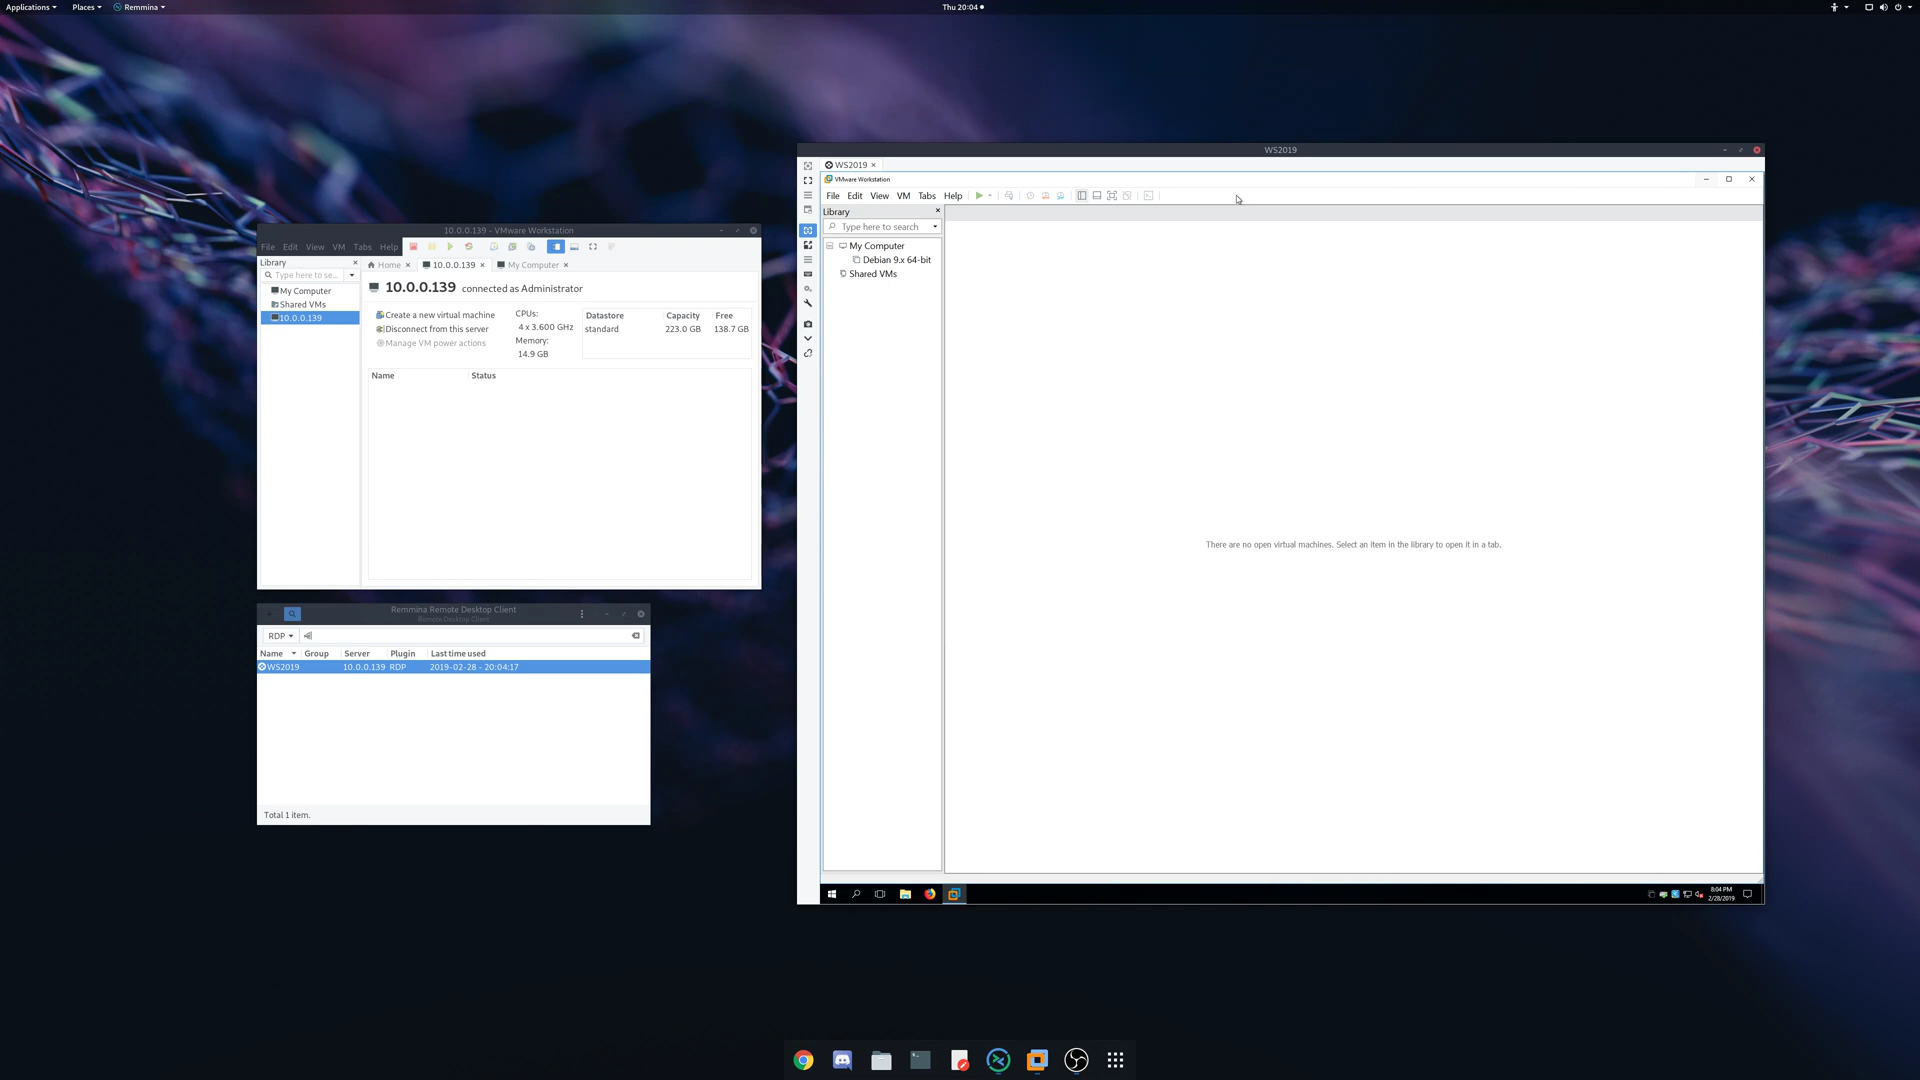 Applications Places Remmina Thu 20:04
WS2019
WS2019
VMware Workstation
File Edit View VM Tabs Help
Library
Type here to search
My Computer
Debian 9.x 64-bit
Shared VMs
There are no open virtual machines. Select an item in the library to open it in a tab.
8:04 PM
2/28/2019
10.0.0.139 - VMware Workstation
File Edit View VM Tabs Help
Library
Type here to se...
My Computer
Shared VMs
10.0.0.139
Home 10.0.0.139 My Computer
10.0.0.139 connected as Administrator
Create a new virtual machine
Disconnect from this server
Manage VM power actions
CPUs:
4 x 3.600 GHz
Memory:
14.9 GB
Datastore Capacity Free
standard 223.0 GB 138.7 GB
Name Status
Remmina Remote Desktop Client
Remote Desktop Client
RDP
Name Group Server Plugin Last time used
WS2019 10.0.0.139 RDP 2019-02-28 - 20:04:17
Total 1 item.